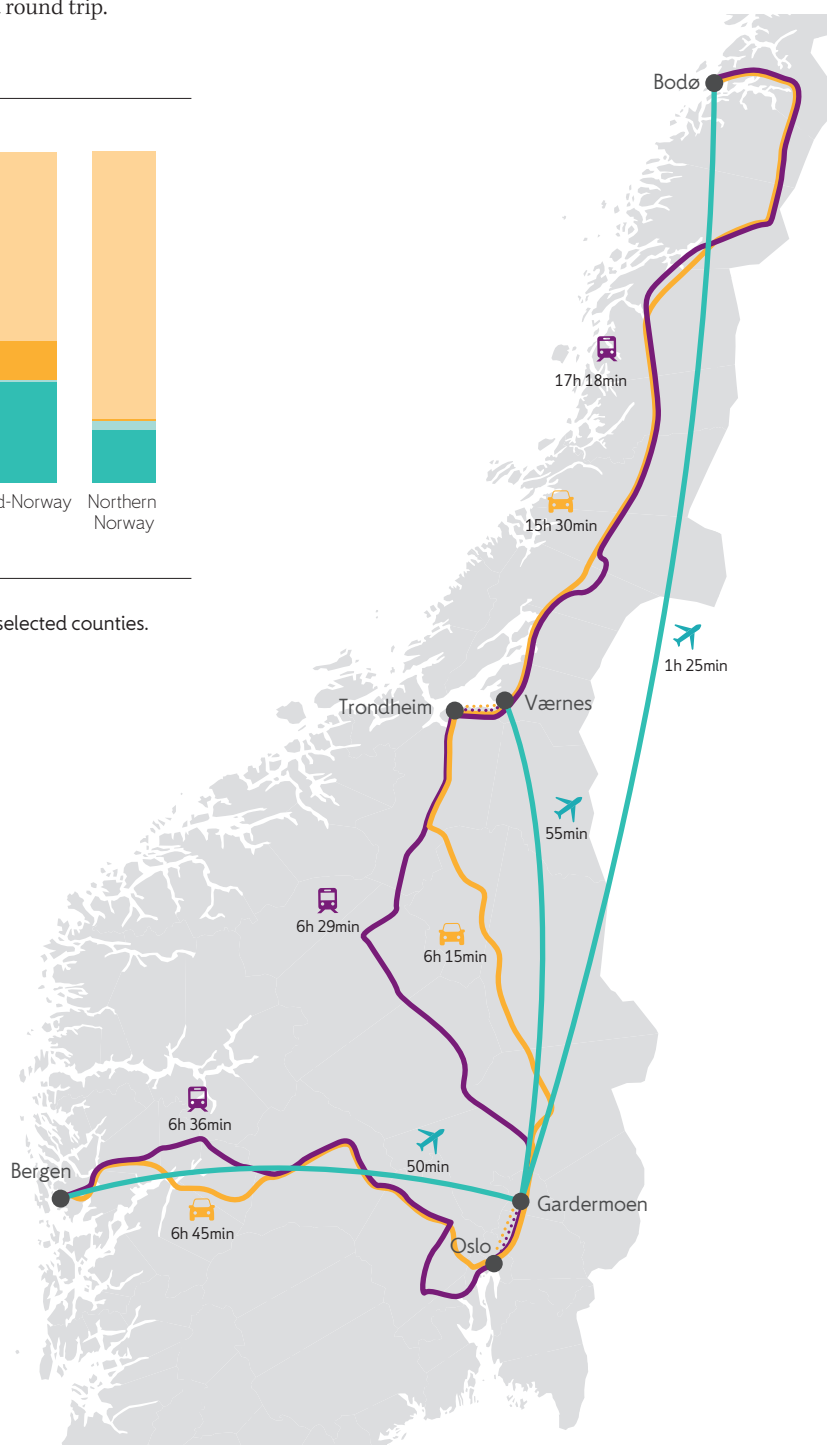 round trip.
d-Norway
Northern
Norway
selected counties.
Bodø
17h 18min
15h 30min
1h 25min
Trondheim
Værnes
55min
6h 29min
6h 15min
6h 36min
50min
Bergen
6h 45min
Gardermoen
Oslo